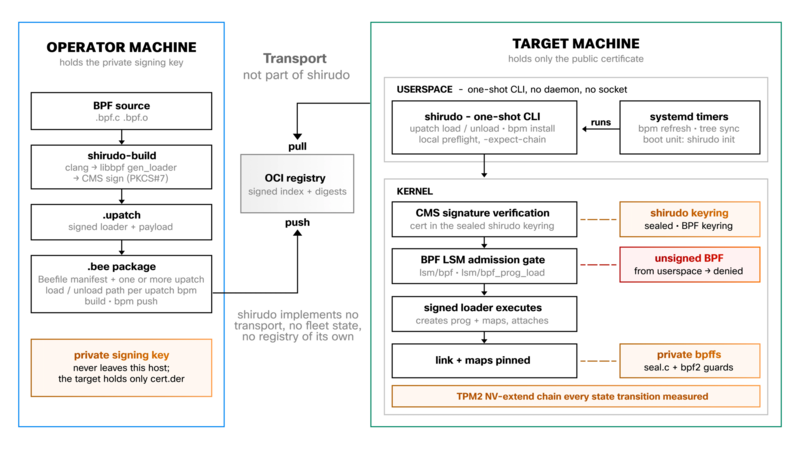 OPERATOR MACHINE
holds the private signing key
BPF source
.bpf.c .bpf.o
shirudo-build
clang → libbpf gen_loader
→ CMS sign (PKCS#7)
.upatch
signed loader + payload
.bee package
Beefile manifest + one or more upatch
load / unload path per upatch bpm
build · bpm push
private signing key
never leaves this host;
the target holds only cert.der
Transport
not part of shirudo
pull
OCI registry
signed index + digests
push
shirudo implements no
transport, no fleet state,
no registry of its own
TARGET MACHINE
holds only the public certificate
USERSPACE - one-shot CLI, no daemon, no socket
shirudo - one-shot CLI
upatch load / unload · bpm install
local preflight, -expect-chain
runs
systemd timers
bpm refresh · tree sync
boot unit: shirudo init
KERNEL
CMS signature verification
cert in the sealed shirudo keyring
shirudo keyring
sealed · BPF keyring
BPF LSM admission gate
lsm/bpf · lsm/bpf_prog_load
unsigned BPF
from userspace → denied
signed loader executes
creates prog + maps, attaches
link + maps pinned
private bpffs
seal.c + bpf2 guards
TPM2 NV-extend chain every state transition measured